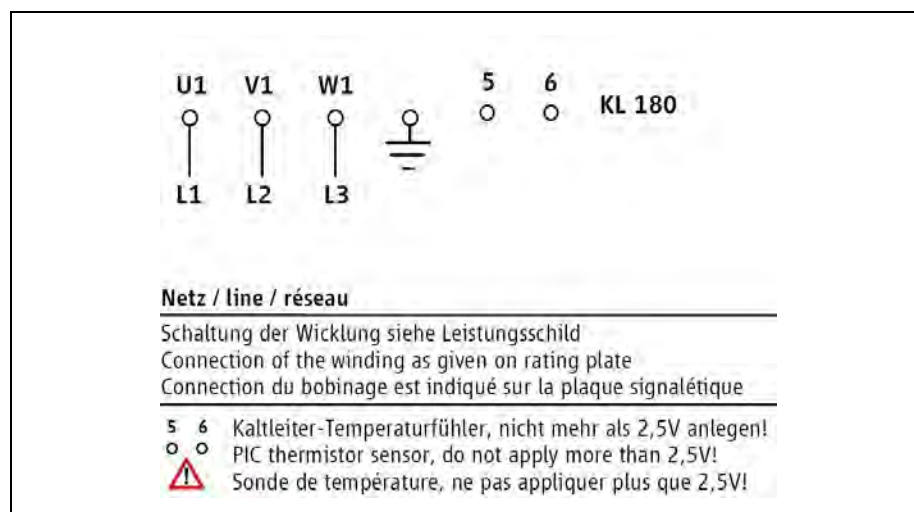 U1 V1 W1 5 6 KL 180
L1 L2 L3
Netz / line / réseau
Schaltung der Wicklung siehe Leistungsschild
Connection of the winding as given on rating plate
Connection du bobinage est indiqué sur la plaque signalétique
5 6 Kaltleiter-Temperaturfühler, nicht mehr als 2,5V anlegen!
PIC thermistor sensor, do not apply more than 2,5V!
Sonde de température, ne pas appliquer plus que 2,5V!